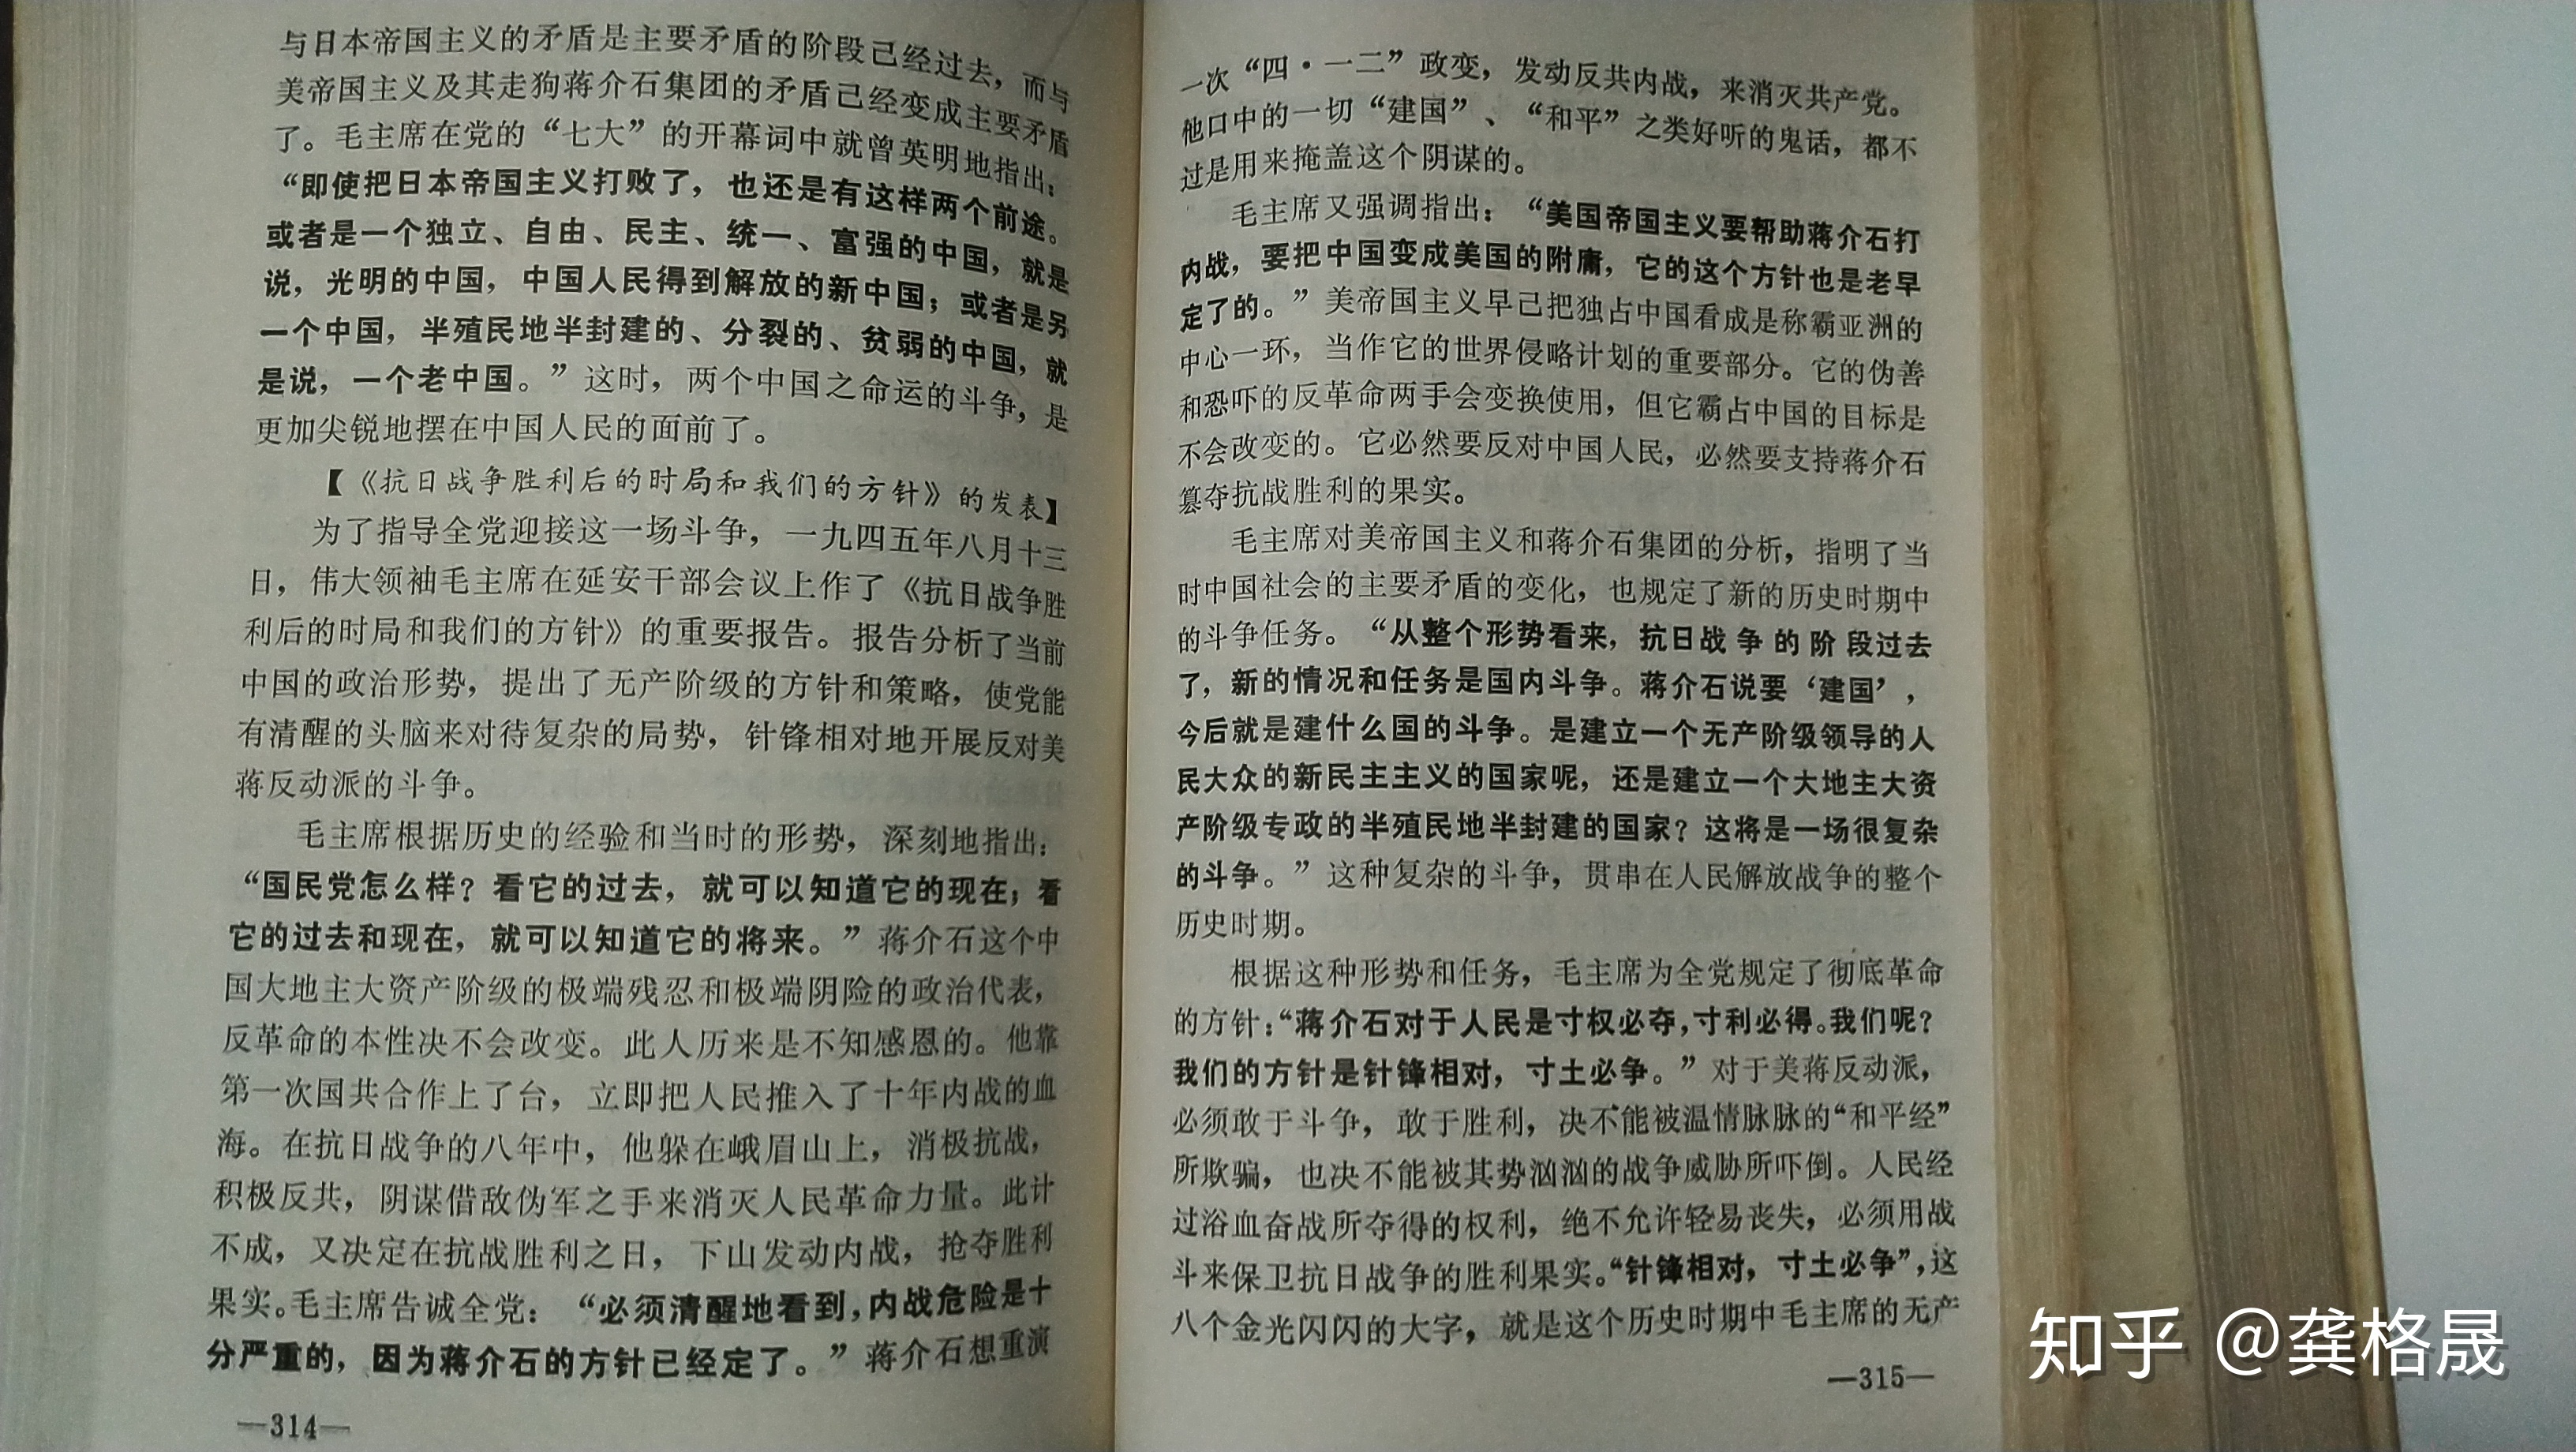 与日本帝国主义的矛盾是主要矛盾的阶段已经过去，而与
美帝国主义及其走狗蒋介石集团的矛盾已经变成主要矛盾
了。毛主席在党的“七大”的开幕词中就曾英明地指出：
“即使把日本帝国主义打败了，也还是有这样两个前途。
或者是一个独立、自由、民主、统一、富强的中国，就是
说，光明的中国，中国人民得到解放的新中国；或者是另
一个中国，半殖民地半封建的、分裂的、贫弱的中国，就
是说，一个老中国。”这时，两个中国之命运的斗争，是
更加尖锐地摆在中国人民的面前了。
【《抗日战争胜利后的时局和我们的方针》的发表】
为了指导全党迎接这一场斗争，一九四五年八月十三
日，伟大领袖毛主席在延安干部会议上作了《抗日战争胜
利后的时局和我们的方针》的重要报告。报告分析了当前
中国的政治形势，提出了无产阶级的方针和策略，使党能
有清醒的头脑来对待复杂的局势，针锋相对地开展反对美
蒋反动派的斗争。
毛主席根据历史的经验和当时的形势，深刻地指出：
“国民党怎么样？看它的过去，就可以知道它的现在；看
它的过去和现在，就可以知道它的将来。”蒋介石这个中
国大地主大资产阶级的极端残忍和极端阴险的政治代表，
反革命的本性决不会改变。此人历来是不知感恩的。他靠
第一次国共合作上了台，立即把人民推入了十年内战的血
海。在抗日战争的八年中，他躲在峨眉山上，消极抗战，
积极反共，阴谋借敌伪军之手来消灭人民革命力量。此计
不成，又决定在抗战胜利之日，下山发动内战，抢夺胜利
果实。毛主席告诫全党：“必须清醒地看到，内战危险是十
分严重的，因为蒋介石的方针已经定了。”蒋介石想重演
—314—
一次“四·一二”政变，发动反共内战，来消灭共产党。
他口中的一切“建国”、“和平”之类好听的鬼话，都不
过是用来掩盖这个阴谋的。
毛主席又强调指出：“美国帝国主义要帮助蒋介石打
内战，要把中国变成美国的附庸，它的这个方针也是老早
定了的。”美帝国主义早已把独占中国看成是称霸亚洲的
中心一环，当作它的世界侵略计划的重要部分。它的伪善
和恐吓的反革命两手会变换使用，但它霸占中国的目标是
不会改变的。它必然要反对中国人民，必然要支持蒋介石
篡夺抗战胜利的果实。
毛主席对美帝国主义和蒋介石集团的分析，指明了当
时中国社会的主要矛盾的变化，也规定了新的历史时期中
的斗争任务。“从整个形势看来，抗日战争的阶段过去
了，新的情况和任务是国内斗争。蒋介石说要‘建国’，
今后就是建什么国的斗争。是建立一个无产阶级领导的人
民大众的新民主主义的国家呢，还是建立一个大地主大资
产阶级专政的半殖民地半封建的国家？这将是一场很复杂
的斗争。”这种复杂的斗争，贯串在人民解放战争的整个
历史时期。
根据这种形势和任务，毛主席为全党规定了彻底革命
的方针：“蒋介石对于人民是寸权必夺，寸利必得。我们呢？
我们的方针是针锋相对，寸土必争。”对于美蒋反动派，
必须敢于斗争，敢于胜利，决不能被温情脉脉的“和平经”
所欺骗，也决不能被其势汹汹的战争威胁所吓倒。人民经
过浴血奋战所夺得的权利，绝不允许轻易丧失，必须用战
斗来保卫抗日战争的胜利果实。“针锋相对，寸土必争”，这
八个金光闪闪的大字，就是这个历史时期中毛主席的无产
—315—
知乎 @龚格晟